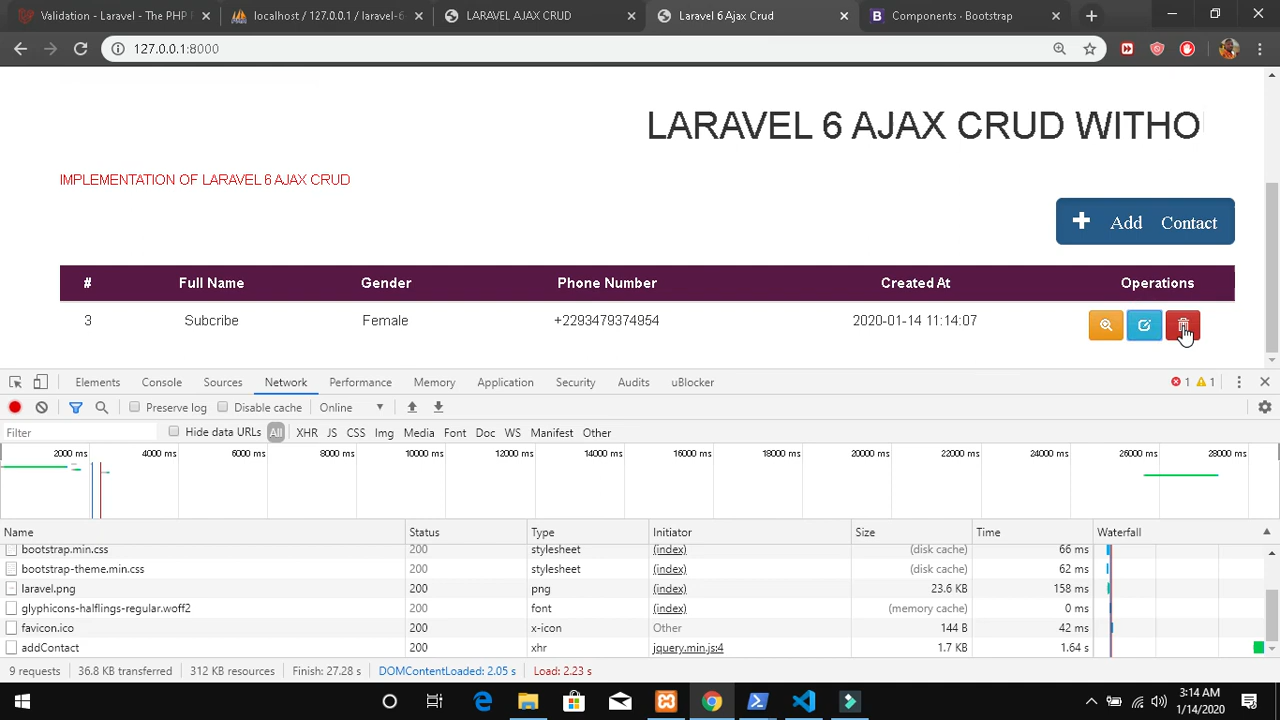 Validation - Laravel - The PHP F
localhost / 127.0.0.1 / laravel-6
LARAVEL AJAX CRUD
Laravel 6 Ajax Crud
Components · Bootstrap
127.0.0.1:8000
LARAVEL 6 AJAX CRUD WITHO
IMPLEMENTATION OF LARAVEL 6 AJAX CRUD
Add Contact
# Full Name Gender Phone Number Created At Operations
3 Subcribe Female +2293479374954 2020-01-14 11:14:07
Elements Console Sources Network Performance Memory Application Security Audits uBlocker 1 1
Preserve log Disable cache Online
Filter Hide data URLs All XHR JS CSS Img Media Font Doc WS Manifest Other
2000 ms 4000 ms 6000 ms 8000 ms 10000 ms 12000 ms 14000 ms 16000 ms 18000 ms 20000 ms 22000 ms 24000 ms 26000 ms 28000 ms
Name Status Type Initiator Size Time Waterfall
bootstrap.min.css 200 stylesheet (index) (disk cache) 66 ms
bootstrap-theme.min.css 200 stylesheet (index) (disk cache) 62 ms
laravel.png 200 png (index) 23.6 KB 158 ms
glyphicons-halflings-regular.woff2 200 font (index) (memory cache) 0 ms
favicon.ico 200 x-icon Other 144 B 42 ms
addContact 200 xhr jquery.min.js:4 1.7 KB 1.64 s
9 requests 36.8 KB transferred 312 KB resources Finish: 27.28 s DOMContentLoaded: 2.05 s Load: 2.23 s
3:14 AM
1/14/2020